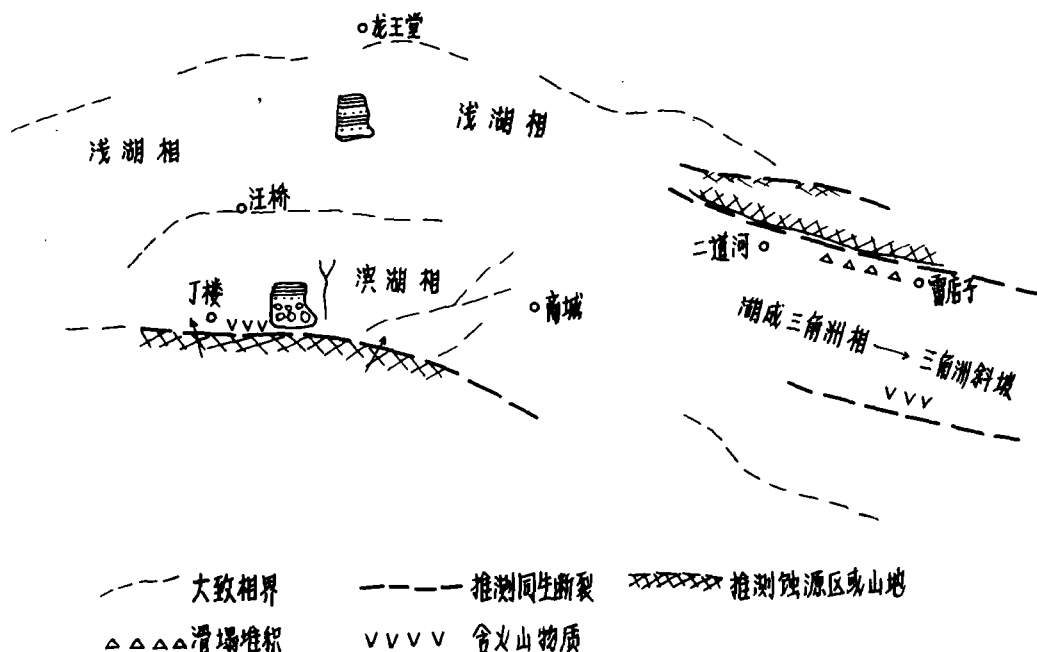 龙王堂
浅湖相
浅湖相
汪桥
二道河
滨湖相
丁楼
雷店子
商城
湖成三角洲相
三角洲斜坡
大致相界
推测同生断裂
推测蚀源区或山地
滑塌堆积
含火山物质